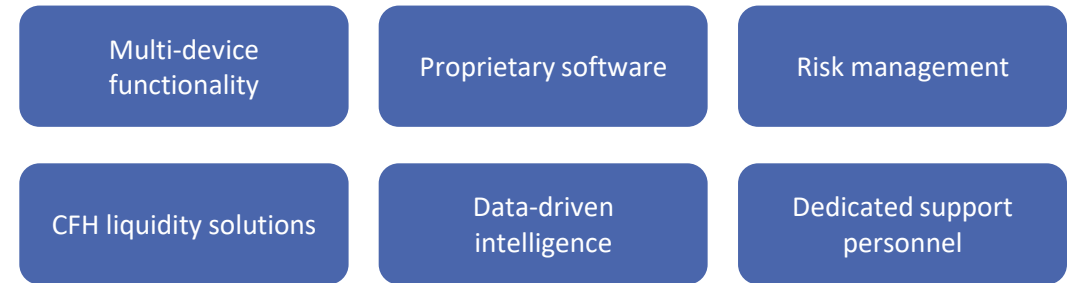 Multi-device
functionality
Proprietary software
Risk management
CFH liquidity solutions
Data-driven
intelligence
Dedicated support
personnel